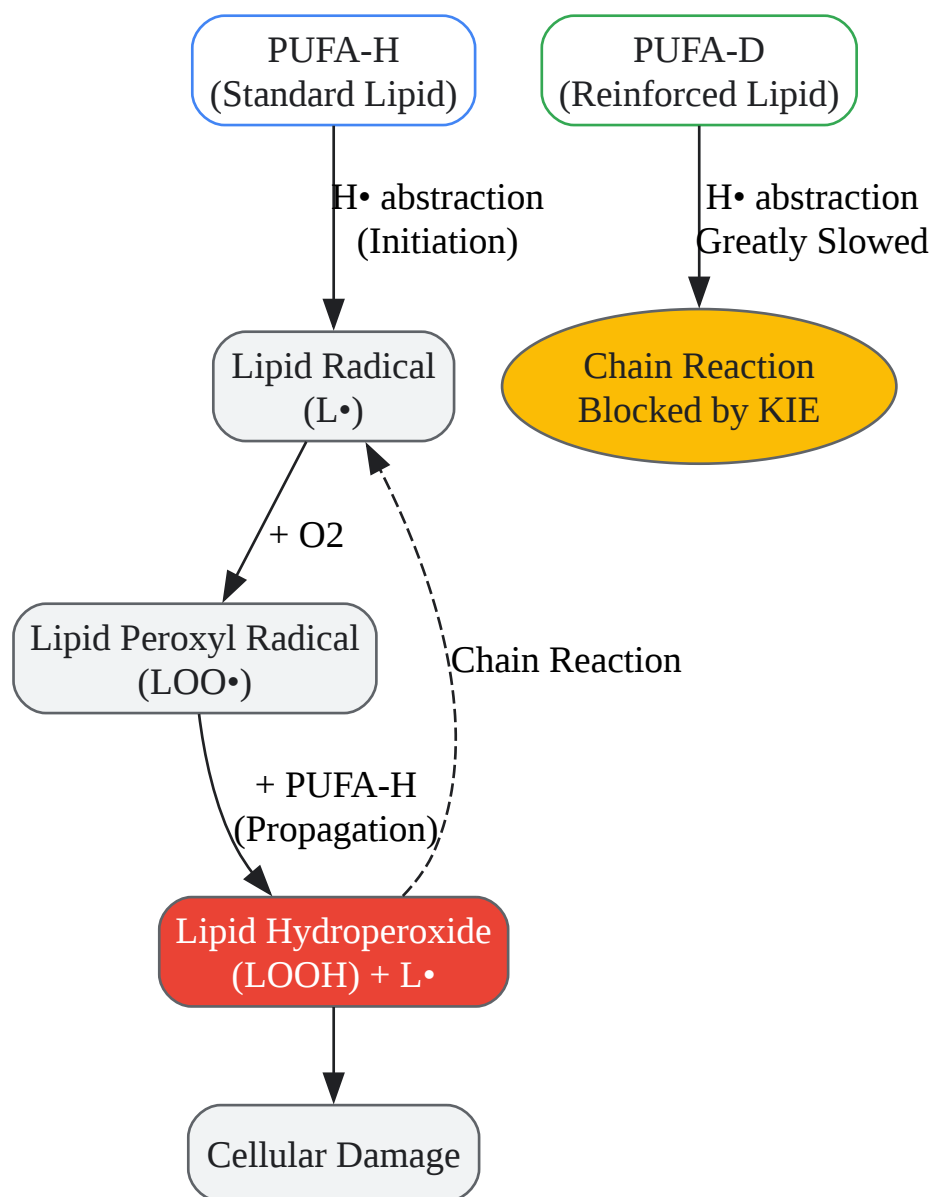 PUFA-H
(Standard Lipid)
PUFA-D
(Reinforced Lipid)
H• abstraction
(Initiation)
H• abstraction
Greatly Slowed
Lipid Radical
(L•)
Chain Reaction
Blocked by KIE
+ O2
Lipid Peroxyl Radical
(LOO•)
Chain Reaction
+ PUFA-H
(Propagation)
Lipid Hydroperoxide
(LOOH) + L•
Cellular Damage